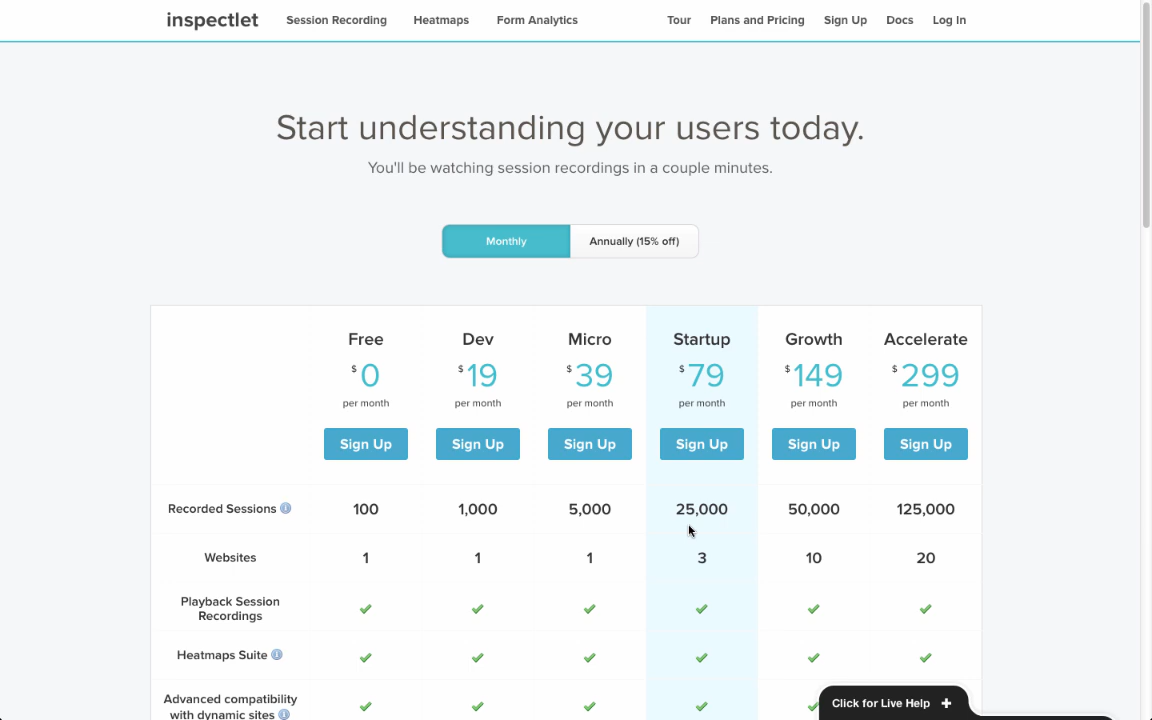 inspectlet Session Recording Heatmaps Form Analytics Tour Plans and Pricing Sign Up Docs Log In
Start understanding your users today.
You'll be watching session recordings in a couple minutes.
Monthly Annually (15% off)
Free Dev Micro Startup Growth Accelerate
$0 $19 $39 $79 $149 $299
per month per month per month per month per month per month
Sign Up Sign Up Sign Up Sign Up Sign Up Sign Up
Recorded Sessions 100 1,000 5,000 25,000 50,000 125,000
Websites 1 1 1 3 10 20
Playback Session
Recordings
Heatmaps Suite
Advanced compatibility
with dynamic sites
Click for Live Help +